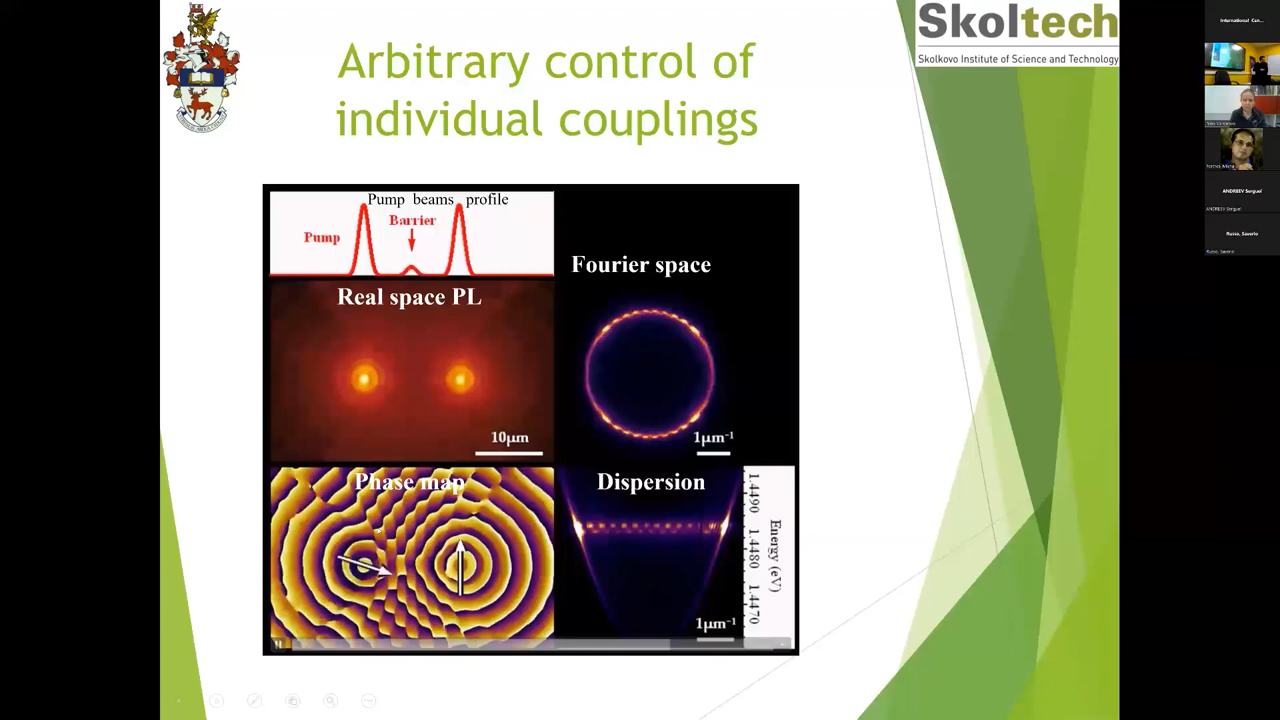 Arbitrary control of
individual couplings
Skoltech
Skolkovo Institute of Science and Technology
Pump beams profile
Barrier
Pump
Real space PL
10μm
Fourier space
1μm⁻¹
Phase map
Dispersion
1μm⁻¹
1.4490
1.4480
1.4470
Energy (eV)
International Con...
ANDREEV Serguei
ANDREEV Serguei
Russo, Saverio
Russo, Saverio